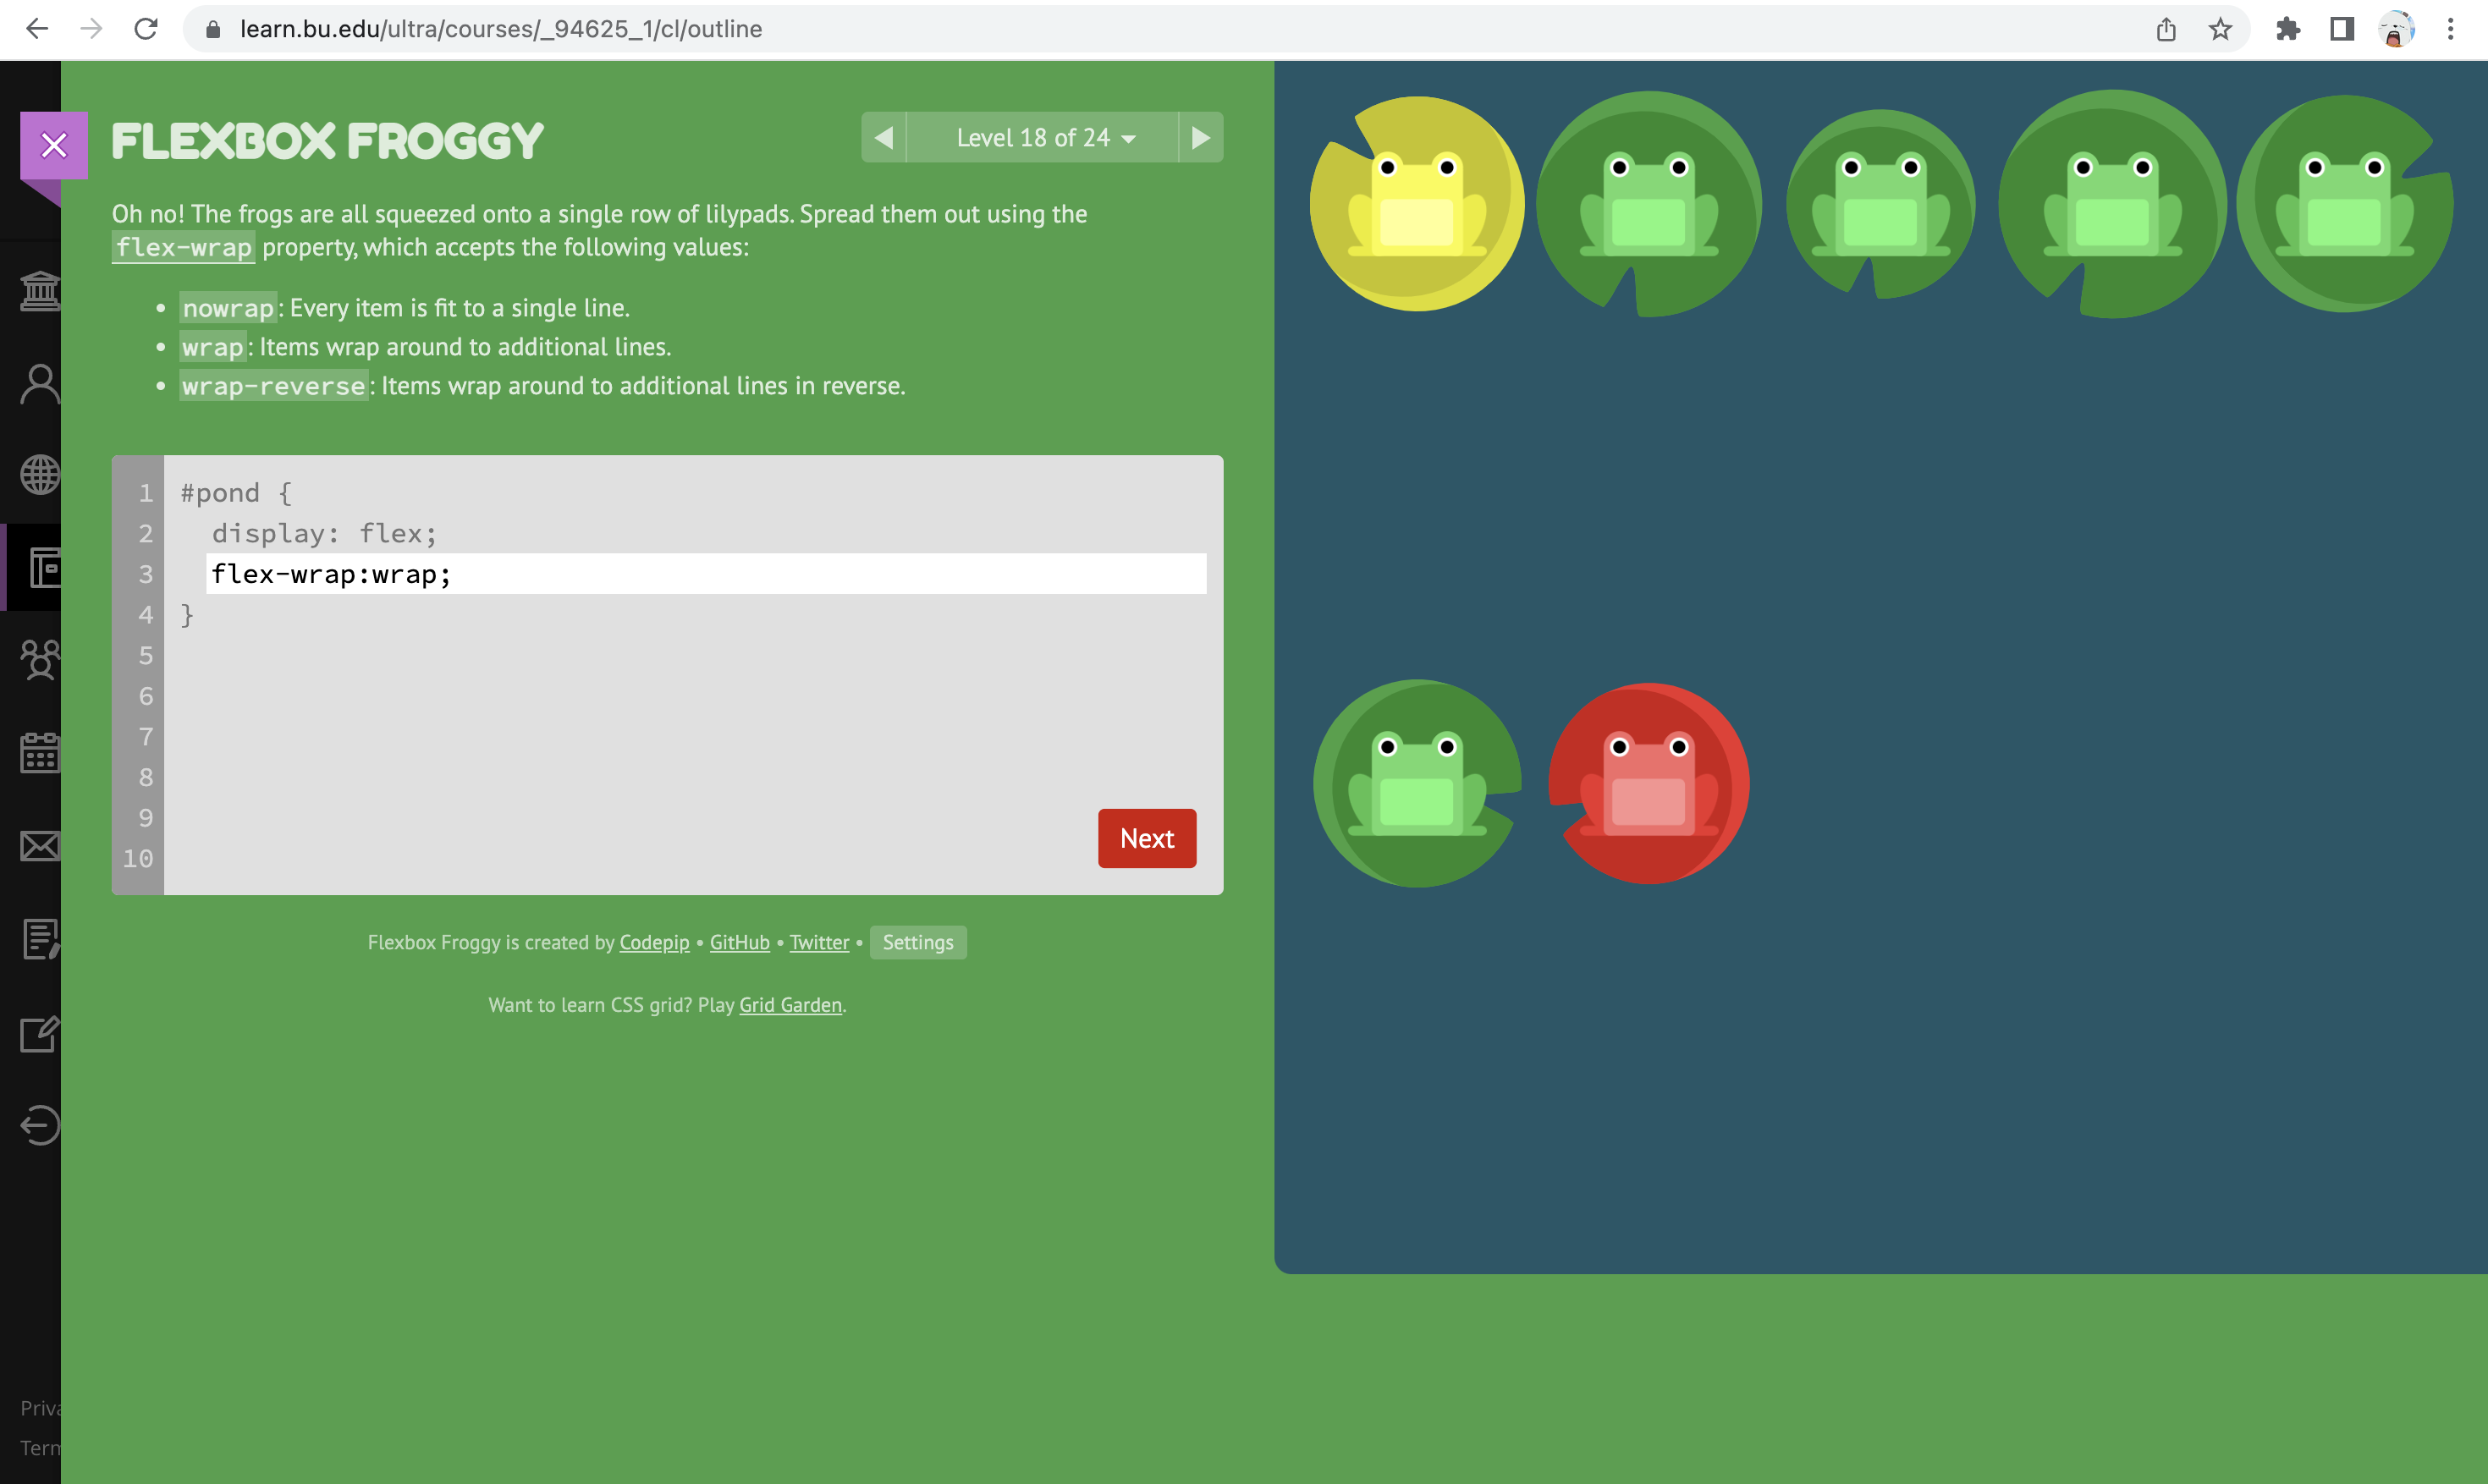 learn.bu.edu/ultra/courses/_94625_1/cl/outline
FLEXBOX FROGGY
Level 18 of 24
Oh no! The frogs are all squeezed onto a single row of lilypads. Spread them out using the
flex-wrap property, which accepts the following values:
• nowrap: Every item is fit to a single line.
• wrap: Items wrap around to additional lines.
• wrap-reverse: Items wrap around to additional lines in reverse.
1 #pond {
2 display: flex;
3 flex-wrap:wrap;
4 }
5
6
7
8
9
10
Next
Flexbox Froggy is created by Codepip • GitHub • Twitter • Settings
Want to learn CSS grid? Play Grid Garden.
Priva
Term